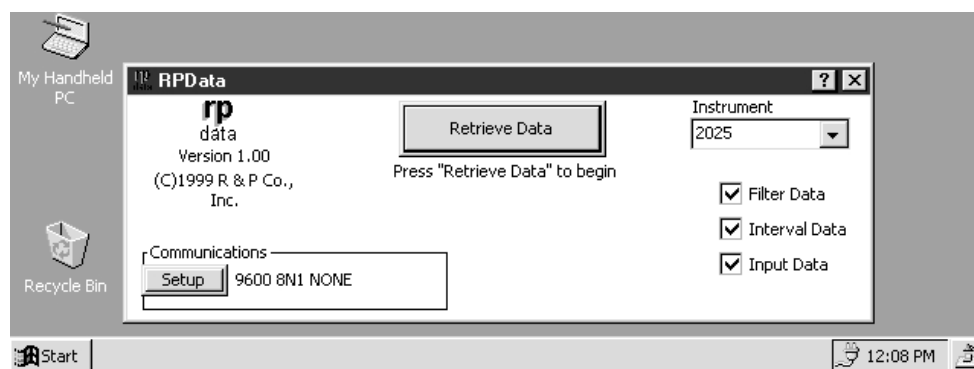 My Handheld
PC
Recycle Bin
RPData
rp
data
Version 1.00
(C)1999 R & P Co.,
Inc.
Retrieve Data
Press "Retrieve Data" to begin
Instrument
2025
Filter Data
Interval Data
Input Data
Communications
Setup 9600 8N1 NONE
Start
12:08 PM